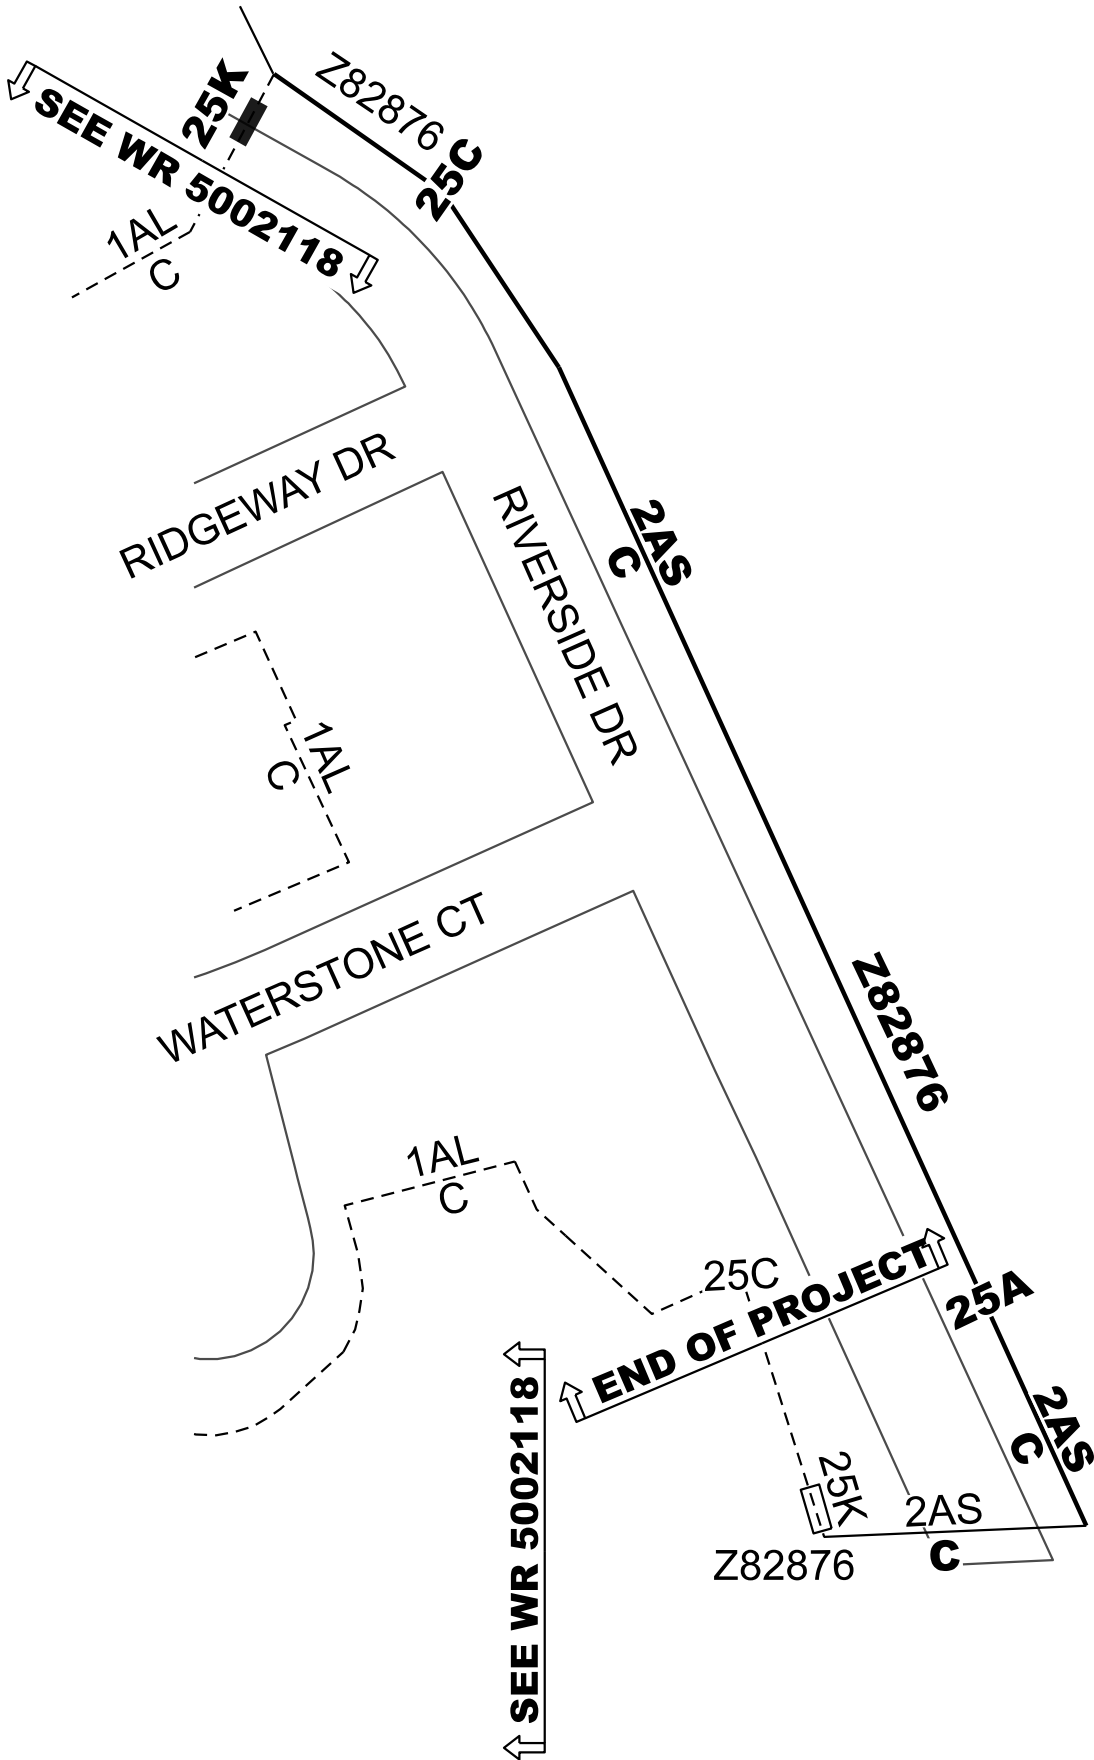 25K
Z82876
25C
SEE WR 5002118
1AL
C
RIDGEWAY DR
RIVERSIDE DR
2AS
C
1AL
C
WATERSTONE CT
Z82876
1AL
C
25C
END OF PROJECT
25A
2AS
C
SEE WR 5002118
25K
2AS
C
Z82876